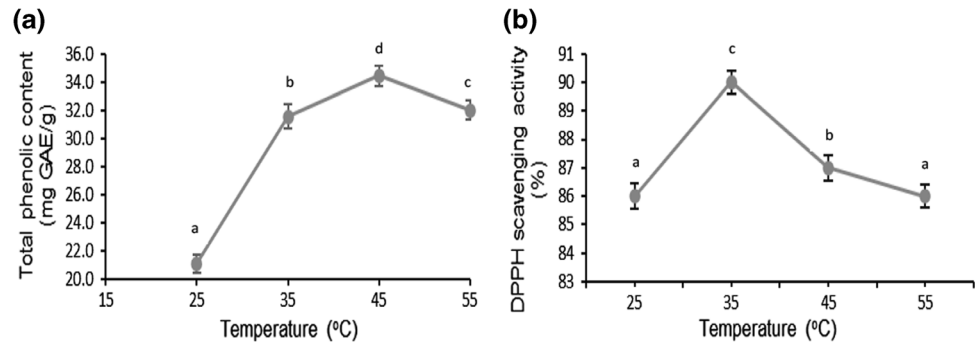 (a)
Total phenolic content
(mg GAE/g)
36.0
34.0
32.0
30.0
28.0
26.0
24.0
22.0
20.0
a
b
d
c
15
25
35
45
55
Temperature (⁰C)
(b)
DPPH scavenging activity
(%)
91
90
89
88
87
86
85
84
83
a
c
b
a
25
35
45
55
Temperature (⁰C)